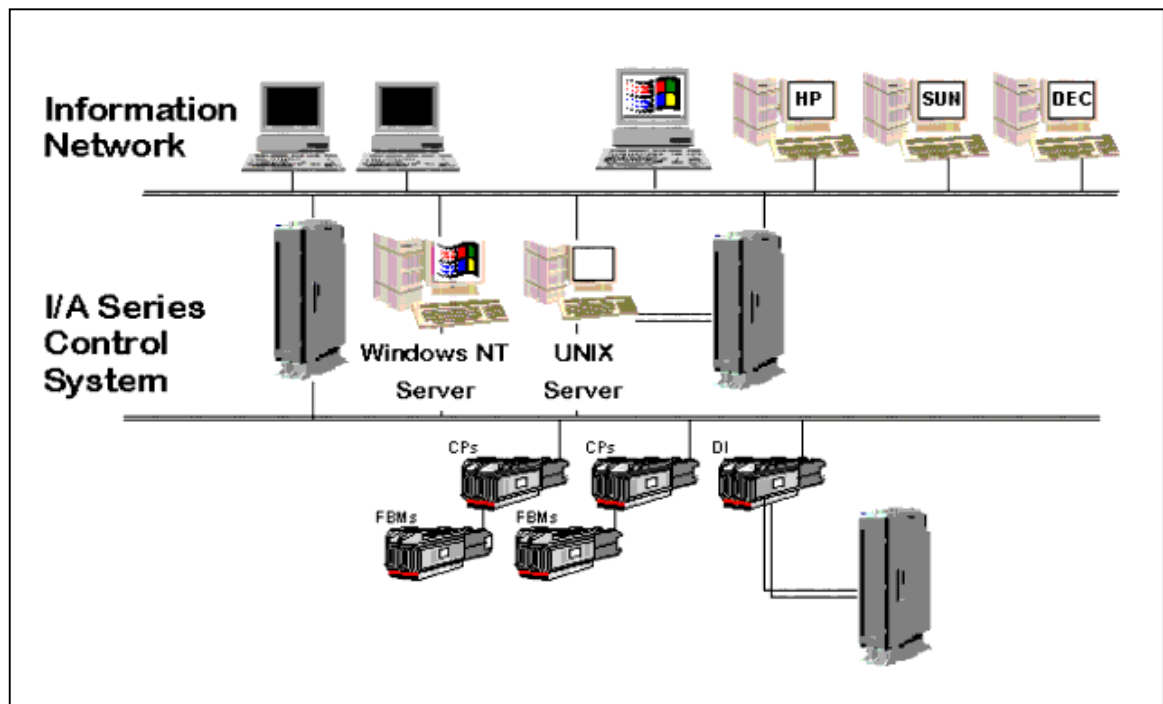 Information
Network
HP
SUN
DEC
I/A Series
Control
System
Windows NT
Server
UNIX
Server
CPs
CPs
DI
FBMs
FBMs